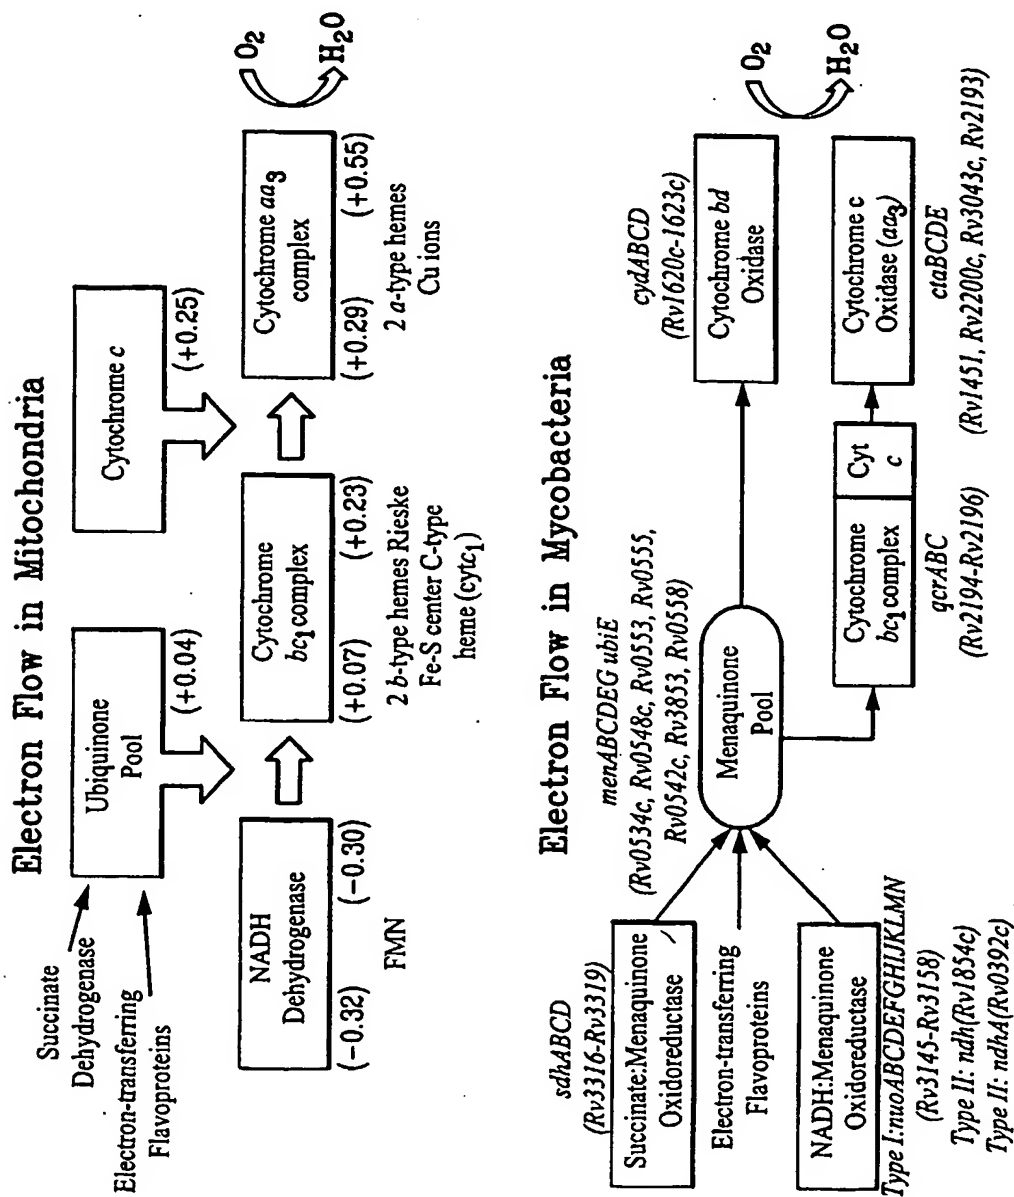 Electron Flow in Mitochondria
Succinate
Dehydrogenase
Electron-transferring
Flavoproteins
Ubiquinone
Pool
(+0.04)
Cytochrome c
(+0.25)
NADH
Dehydrogenase
(−0.32)
(−0.30)
FMN
Cytochrome
bc1 complex
(+0.07)
(+0.23)
2 b-type hemes Rieske
Fe-S center C-type
heme (cytc1)
Cytochrome aa3
complex
(+0.29)
(+0.55)
2 a-type hemes
Cu ions
O2
H2O
Electron Flow in Mycobacteria
sdhABCD
(Rv3316-Rv3319)
Succinate:Menaquinone
Oxidoreductase
Electron-transferring
Flavoproteins
NADH:Menaquinone
Oxidoreductase
Type I:nuoABCDEFGHIJKLMN
(Rv3145-Rv3158)
Type II: ndh(Rv1854c)
Type II: ndhA(Rv0392c)
menABCDEG ubiE
(Rv0534c, Rv0548c, Rv0553, Rv0555,
Rv0542c, Rv3853, Rv0558)
Menaquinone
Pool
cydABCD
(Rv1620c-1623c)
Cytochrome bd
Oxidase
Cytochrome
bc1 complex
Cyt
c
qcrABC
(Rv2194-Rv2196)
Cytochrome c
Oxidase (aa3)
ctaBCDE
(Rv1451, Rv2200c, Rv3043c, Rv2193)
O2
H2O